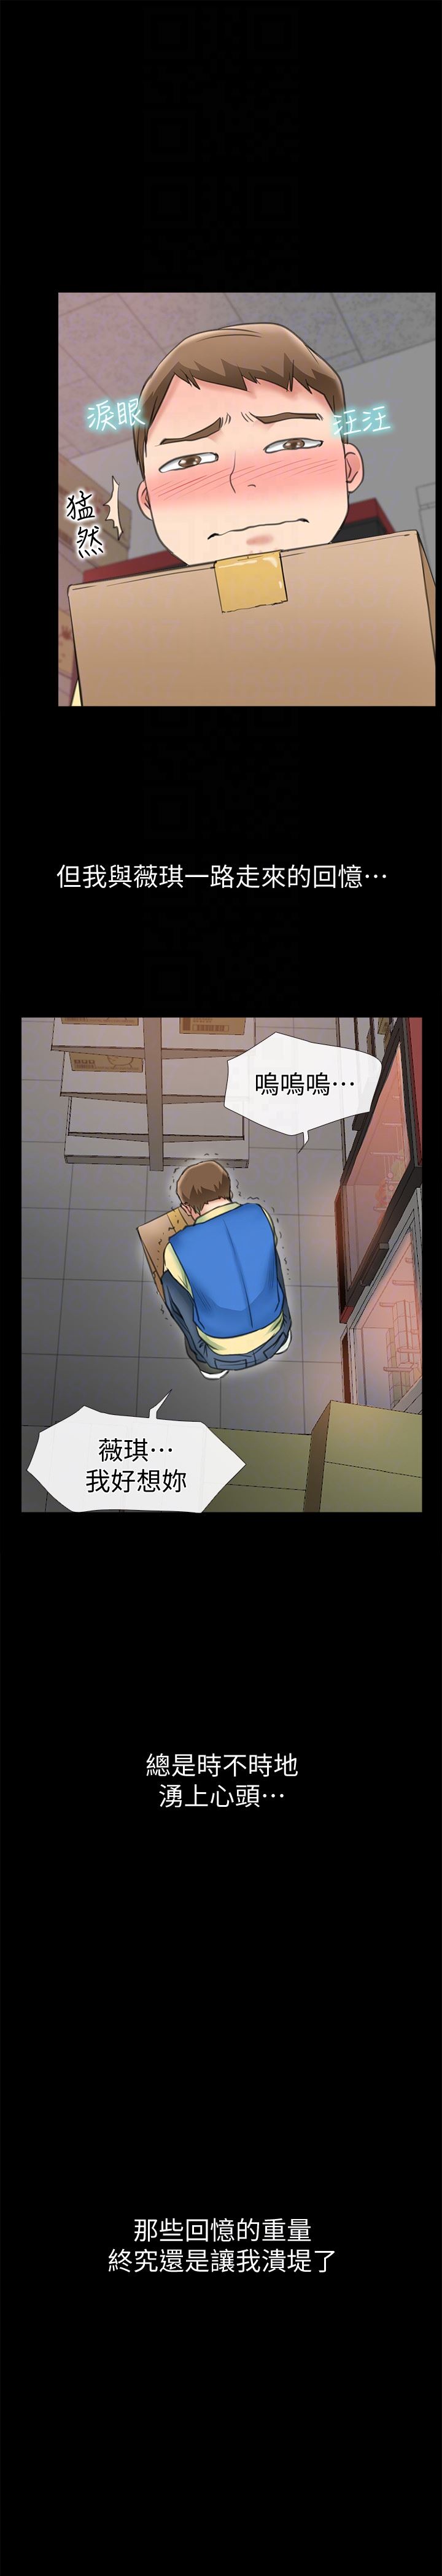 淚眼
汪汪
猛然
但我與薇琪一路走來的回憶⋯
嗚嗚嗚⋯
薇琪⋯
我好想妳
總是時不時地
湧上心頭⋯
那些回憶的重量
終究還是讓我潰堤了